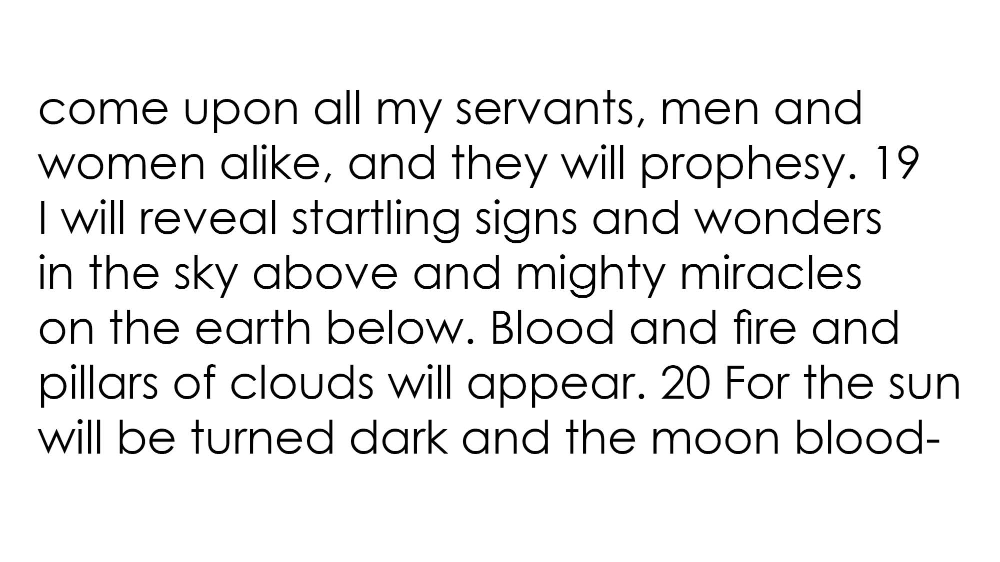 come upon all my servants, men and
women alike, and they will prophesy. 19
I will reveal startling signs and wonders
in the sky above and mighty miracles
on the earth below. Blood and fire and
pillars of clouds will appear. 20 For the sun
will be turned dark and the moon blood-